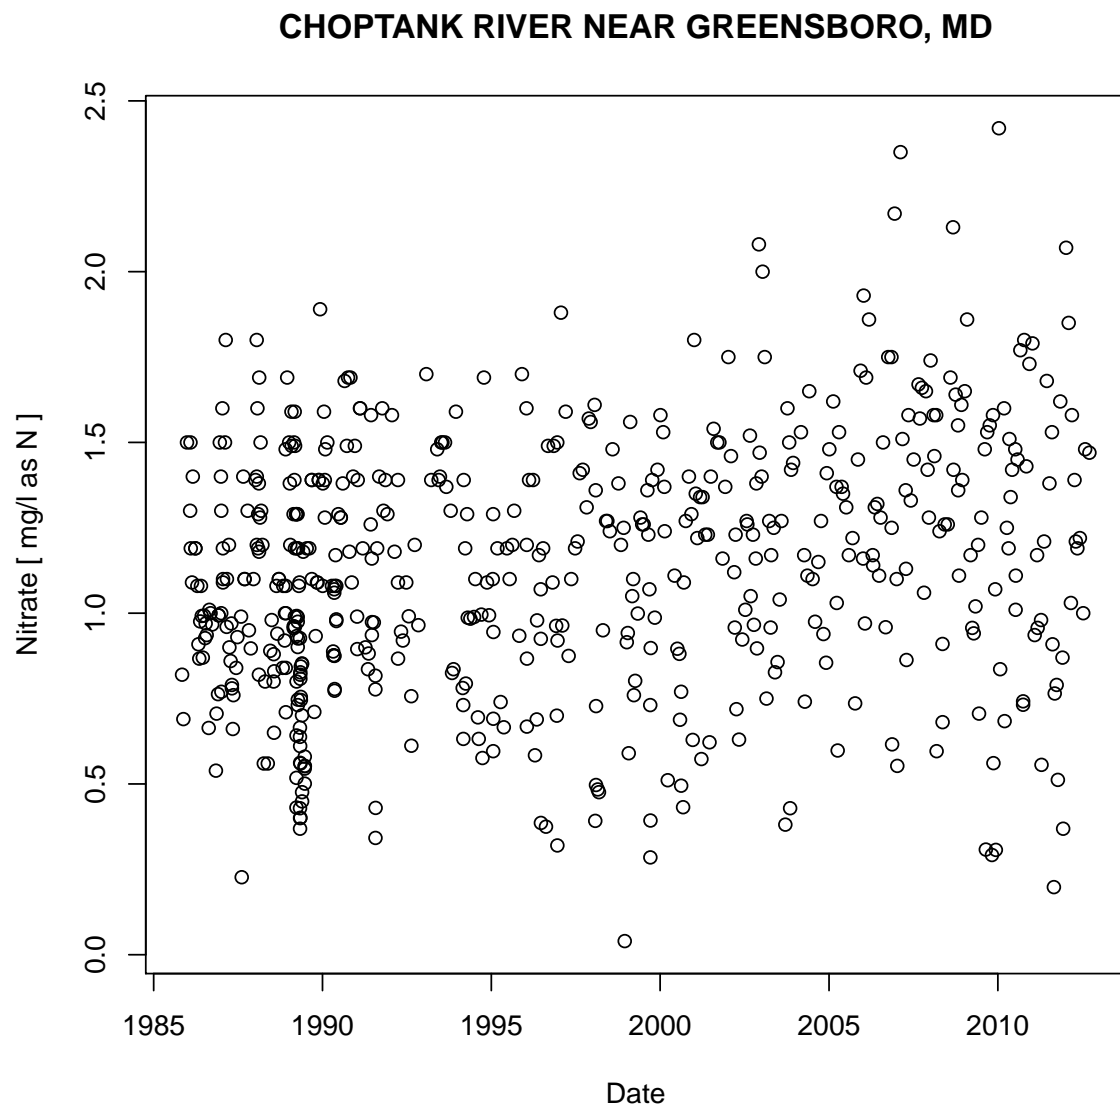 CHOPTANK RIVER NEAR GREENSBORO, MD
2.5
2.0
1.5
1.0
0.5
0.0
Nitrate [ mg/l as N ]
1985 1990 1995 2000 2005 2010
Date